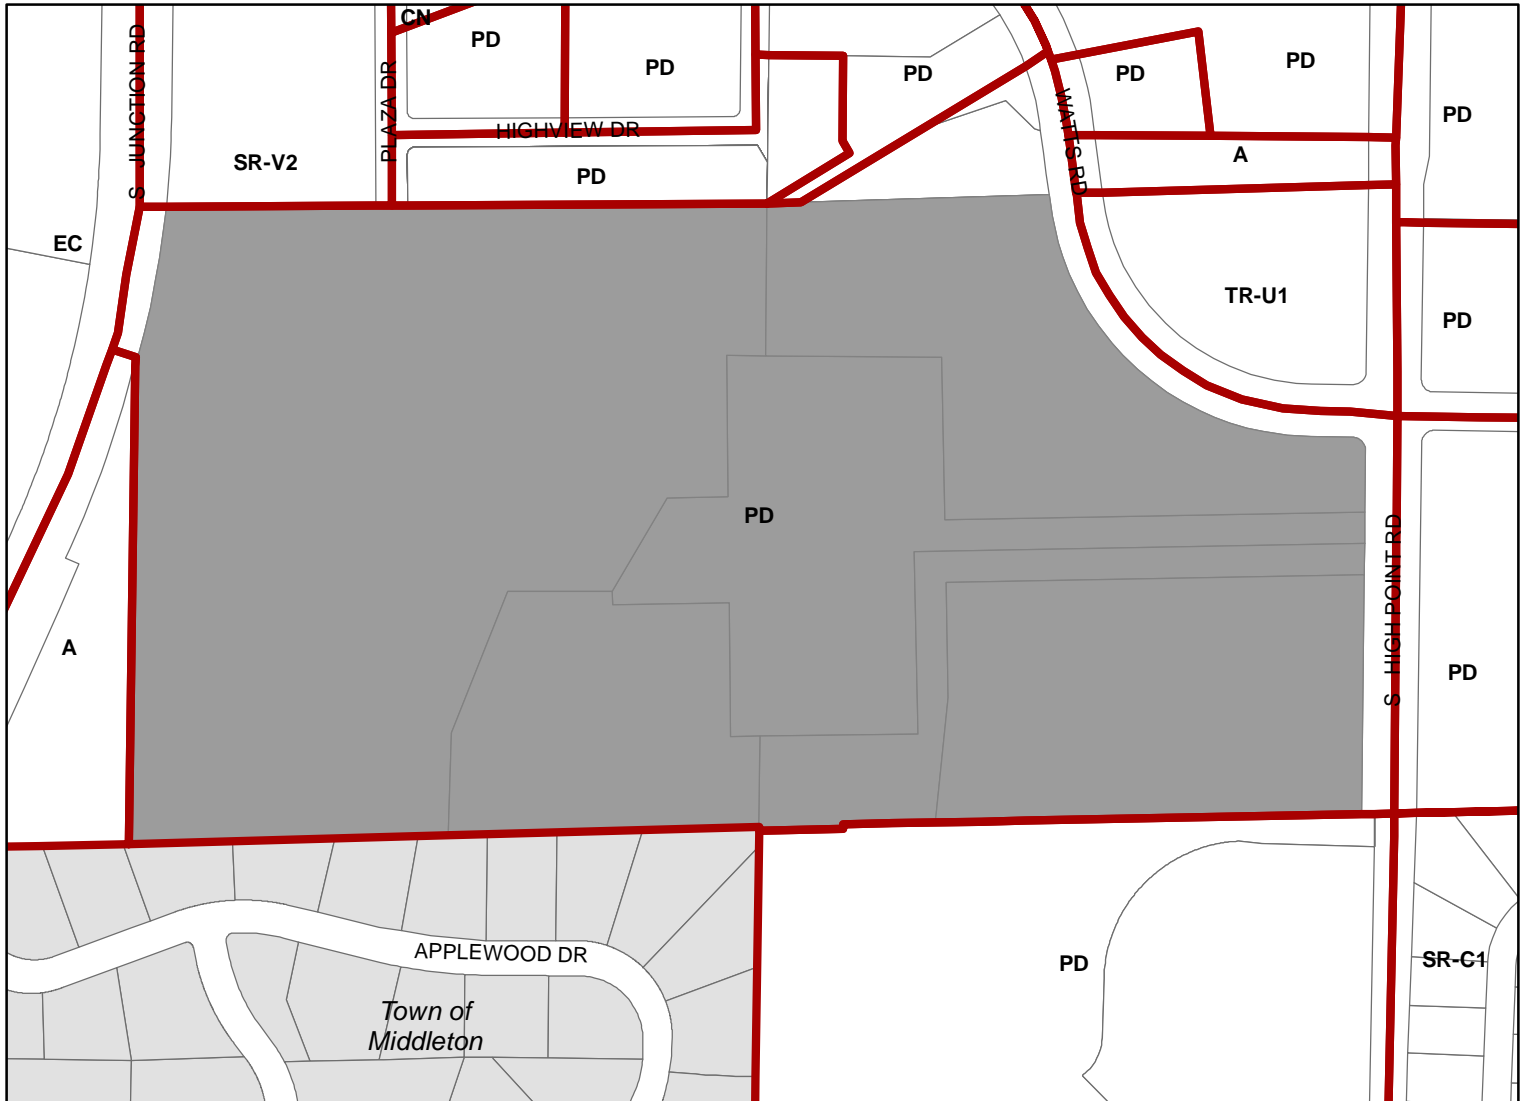 CN
PD
PD
PD
PD
PD
PD
S JUNCTION RD
PLAZA DR
HIGHVIEW DR
WATTS RD
SR-V2
PD
A
EC
TR-U1
PD
PD
S HIGH POINT RD
A
PD
APPLEWOOD DR
PD
SR-C1
Town of
Middleton